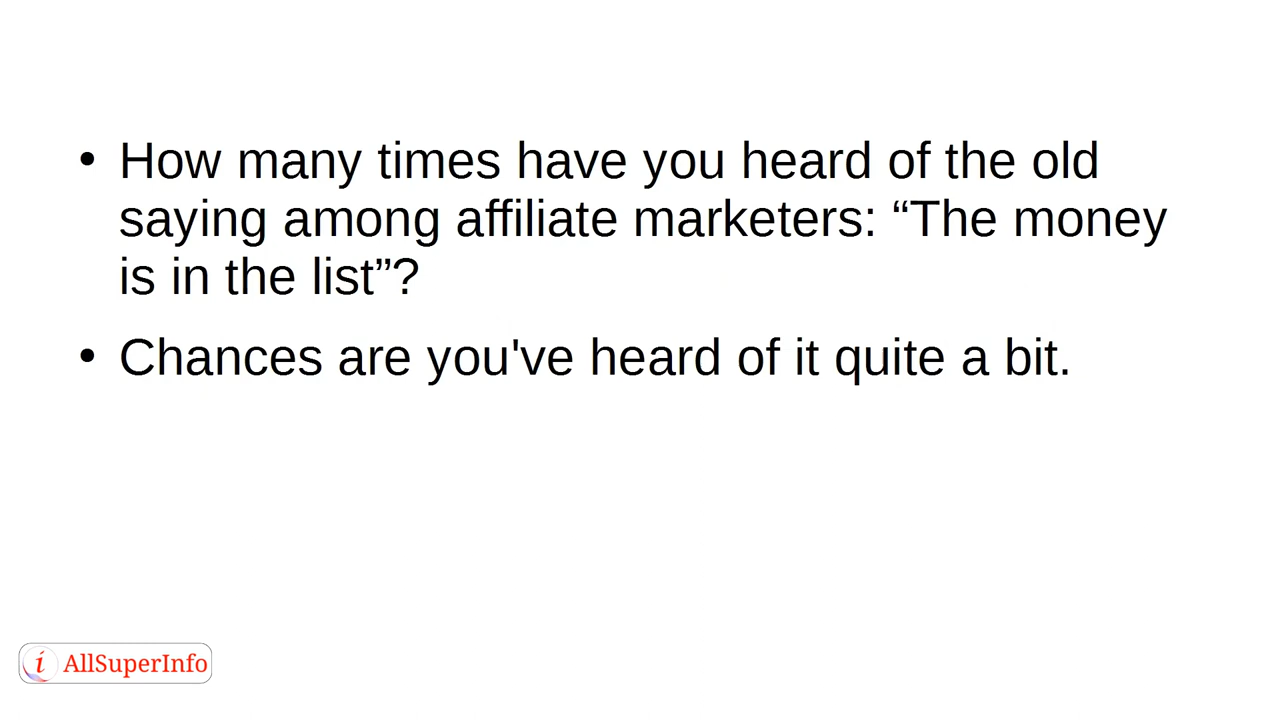 • How many times have you heard of the old
saying among affiliate marketers: “The money
is in the list”?
• Chances are you've heard of it quite a bit.
i AllSuperInfo